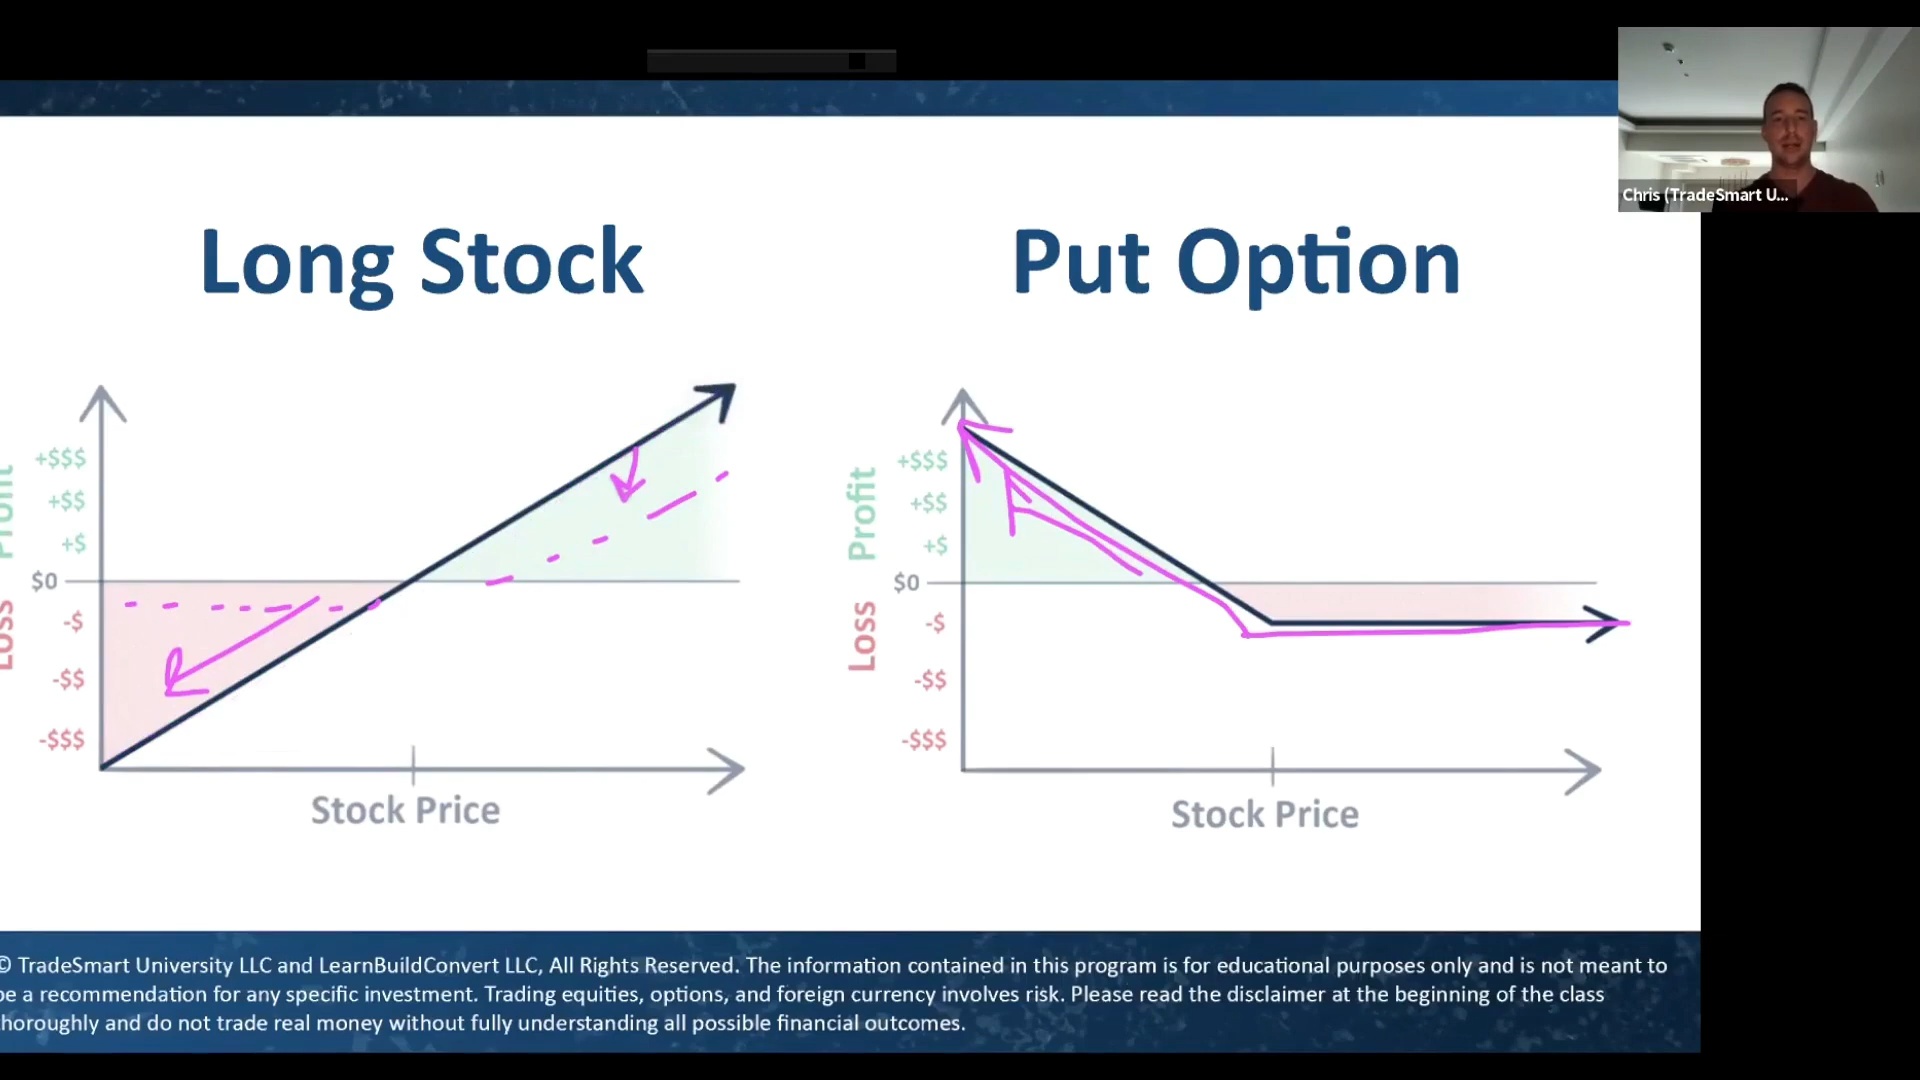 Chris (TradeSmart U...
Long Stock
Put Option
Profit
Loss
+$$$
+$$
+$
$0
-$
-$$
-$$$
Stock Price
Profit
Loss
+$$$
+$$
+$
$0
-$
-$$
-$$$
Stock Price
© TradeSmart University LLC and LearnBuildConvert LLC, All Rights Reserved. The information contained in this program is for educational purposes only and is not meant to
be a recommendation for any specific investment. Trading equities, options, and foreign currency involves risk. Please read the disclaimer at the beginning of the class
horoughly and do not trade real money without fully understanding all possible financial outcomes.